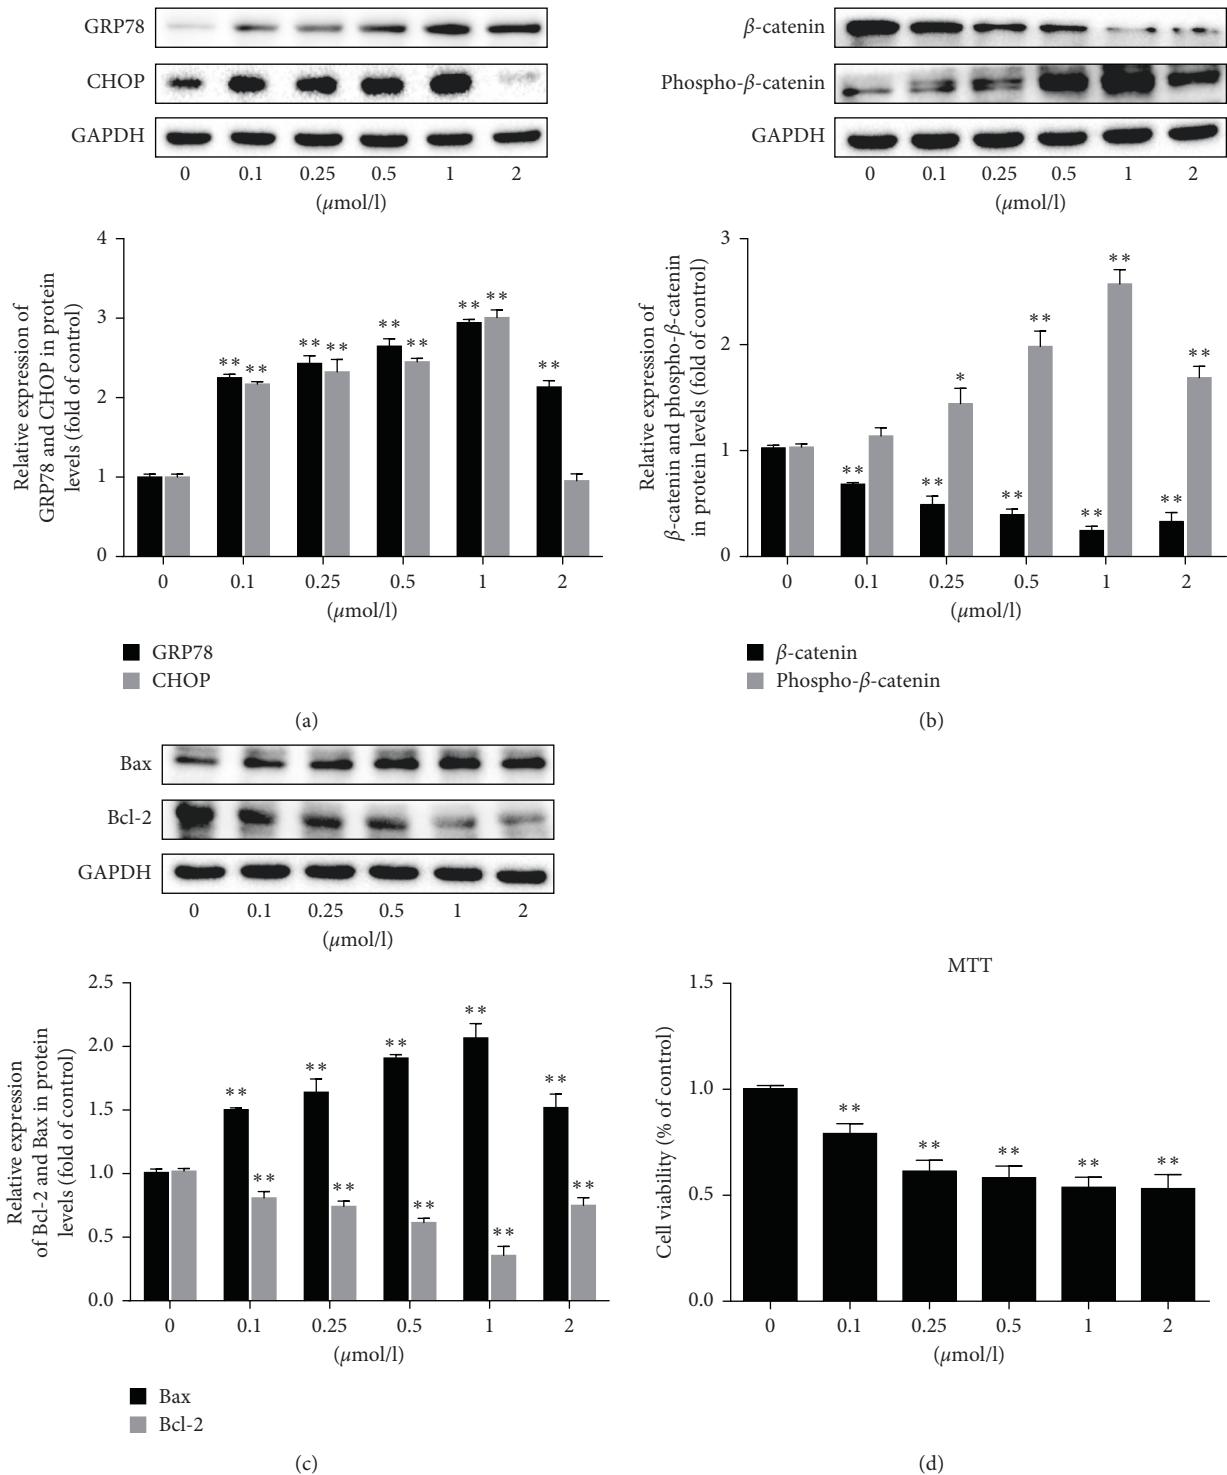 GRP78
CHOP
GAPDH
0 0.1 0.25 0.5 1 2
(μmol/l)
Relative expression of
GRP78 and CHOP in protein
levels (fold of control)
4
3
2
1
0
** ** ** ** ** ** ** ** **
0 0.1 0.25 0.5 1 2
(μmol/l)
GRP78
CHOP
(a)
β-catenin
Phospho-β-catenin
GAPDH
0 0.1 0.25 0.5 1 2
(μmol/l)
Relative expression of
β-catenin and phospho-β-catenin
in protein levels (fold of control)
3
2
1
0
** ** * ** ** ** ** ** **
0 0.1 0.25 0.5 1 2
(μmol/l)
β-catenin
Phospho-β-catenin
(b)
Bax
Bcl-2
GAPDH
0 0.1 0.25 0.5 1 2
(μmol/l)
Relative expression
of Bcl-2 and Bax in protein
levels (fold of control)
2.5
2.0
1.5
1.0
0.5
0.0
** ** ** ** ** ** ** ** ** **
0 0.1 0.25 0.5 1 2
(μmol/l)
Bax
Bcl-2
(c)
MTT
Cell viability (% of control)
1.5
1.0
0.5
0.0
** ** ** ** **
0 0.1 0.25 0.5 1 2
(μmol/l)
(d)